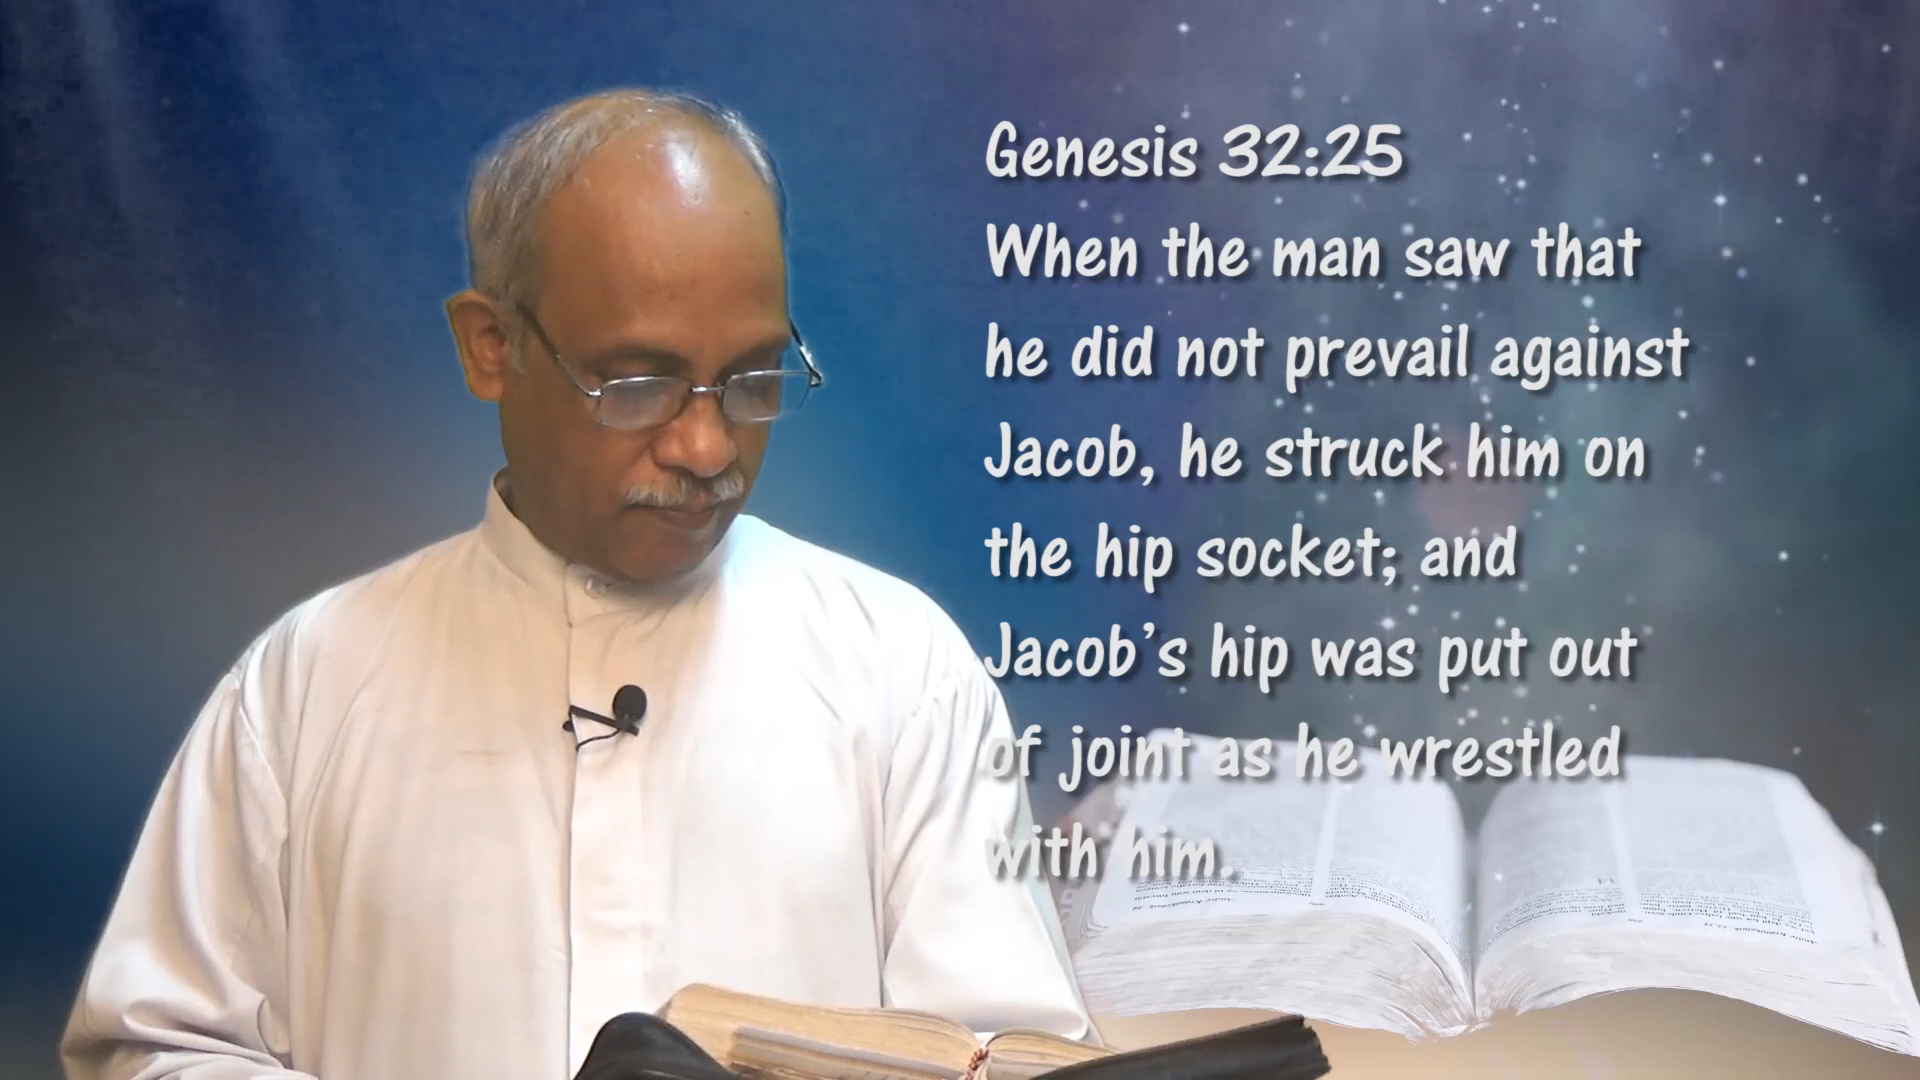 Genesis 32:25
When the man saw that
he did not prevail against
Jacob, he struck him on
the hip socket; and
Jacob's hip was put out
of joint as he wrestled
with him.